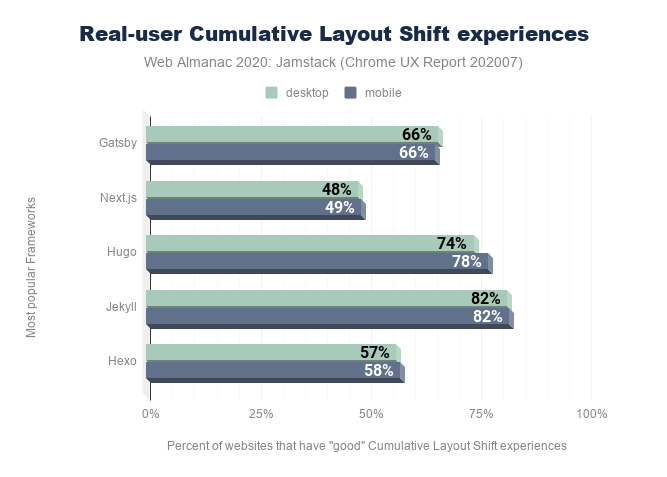 Real-user Cumulative Layout Shift experiences
Web Almanac 2020: Jamstack (Chrome UX Report 202007)
desktop mobile
Most popular Frameworks
Gatsby 66%
66%
Next.js 48%
49%
Hugo 74%
78%
Jekyll 82%
82%
Hexo 57%
58%
0% 25% 50% 75% 100%
Percent of websites that have "good" Cumulative Layout Shift experiences